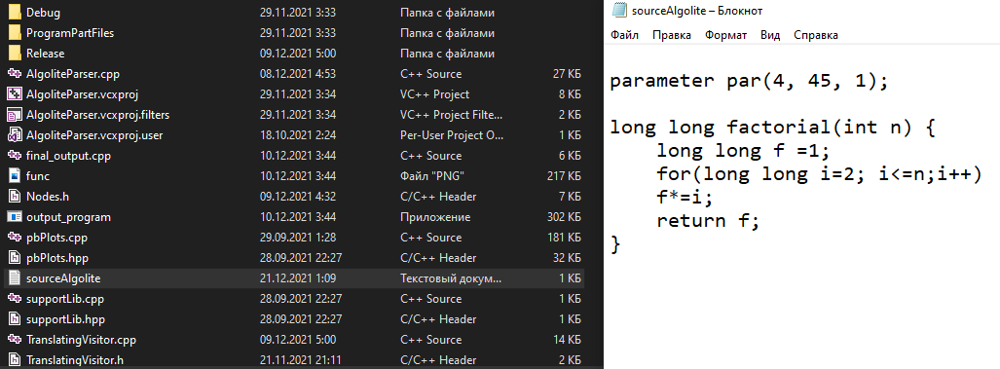 Debug 29.11.2021 3:33 Папка с файлами
ProgramPartFiles 29.11.2021 3:33 Папка с файлами
Release 09.12.2021 5:00 Папка с файлами
AlgoliteParser.cpp 08.12.2021 4:53 C++ Source 27 КБ
AlgoliteParser.vcxproj 29.11.2021 3:34 VC++ Project 8 КБ
AlgoliteParser.vcxproj.filters 29.11.2021 3:34 VC++ Project Filte... 2 КБ
AlgoliteParser.vcxproj.user 18.10.2021 2:24 Per-User Project O... 1 КБ
final_output.cpp 10.12.2021 3:44 C++ Source 6 КБ
func 10.12.2021 3:44 Файл "PNG" 217 КБ
Nodes.h 09.12.2021 4:32 C/C++ Header 7 КБ
output_program 10.12.2021 3:44 Приложение 302 КБ
pbPlots.cpp 29.09.2021 1:28 C++ Source 181 КБ
pbPlots.hpp 28.09.2021 22:27 C/C++ Header 32 КБ
sourceAlgolite 21.12.2021 1:09 Текстовый докум... 1 КБ
supportLib.cpp 28.09.2021 22:27 C++ Source 1 КБ
supportLib.hpp 28.09.2021 22:27 C/C++ Header 1 КБ
TranslatingVisitor.cpp 09.12.2021 5:00 C++ Source 14 КБ
TranslatingVisitor.h 21.11.2021 21:11 C/C++ Header 2 КБ
sourceAlgolite – Блокнот
Файл Правка Формат Вид Справка
parameter par(4, 45, 1);
long long factorial(int n) {
long long f =1;
for(long long i=2; i<=n;i++)
f*=i;
return f;
}